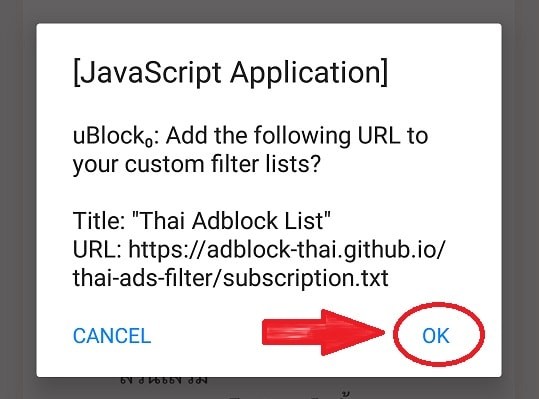 [JavaScript Application]
uBlock₀: Add the following URL to
your custom filter lists?
Title: "Thai Adblock List"
URL: https://adblock-thai.github.io/
thai-ads-filter/subscription.txt
CANCEL
OK